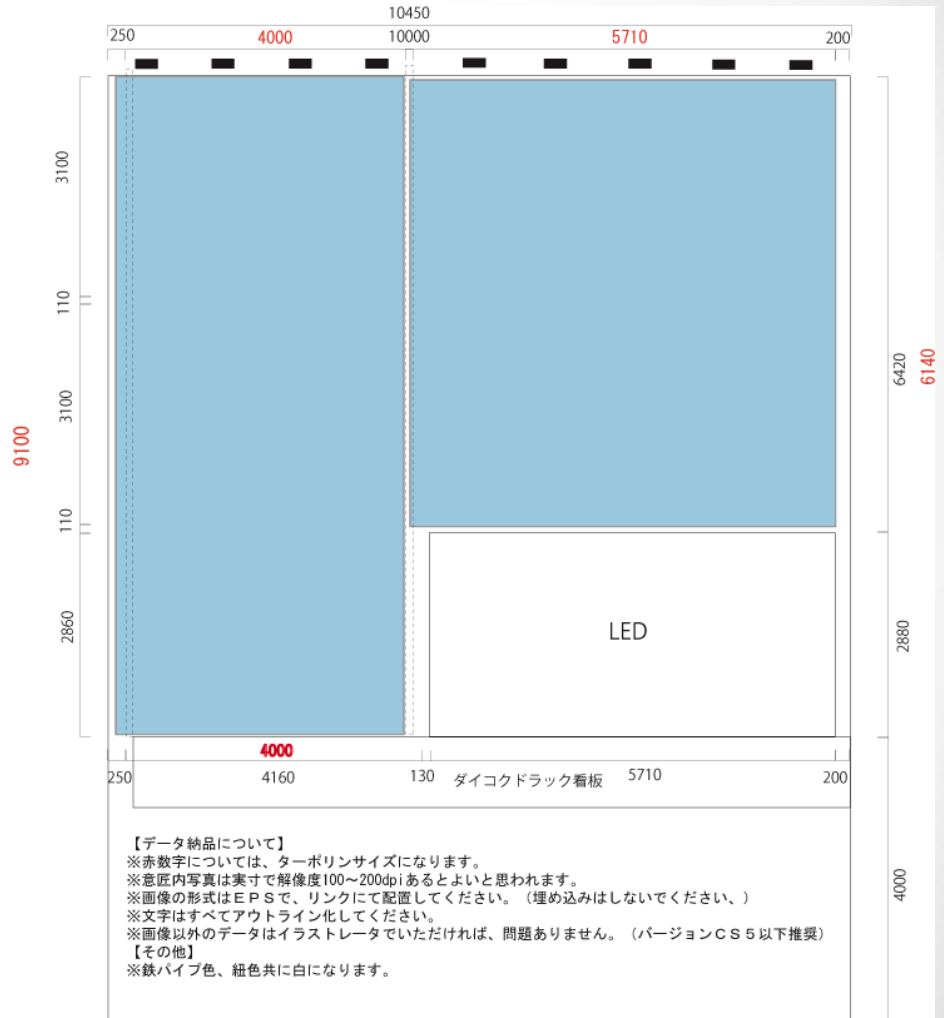 10450
250 4000 10000 5710 200
3100
110
3100
9100
110
2860
6420
6140
2880
4000
LED
4000
250 4160 130 ダイコクドラック看板 5710 200
【データ納品について】
※赤数字については、ターポリンサイズになります。
※意匠内写真は実寸で解像度100～200dpiあるとよいと思われます。
※画像の形式はＥＰＳで、リンクにて配置してください。（埋め込みはしないでください、）
※文字はすべてアウトライン化してください。
※画像以外のデータはイラストレータでいただければ、問題ありません。（バージョンＣＳ５以下推奨）
【その他】
※鉄パイプ色、紐色共に白になります。